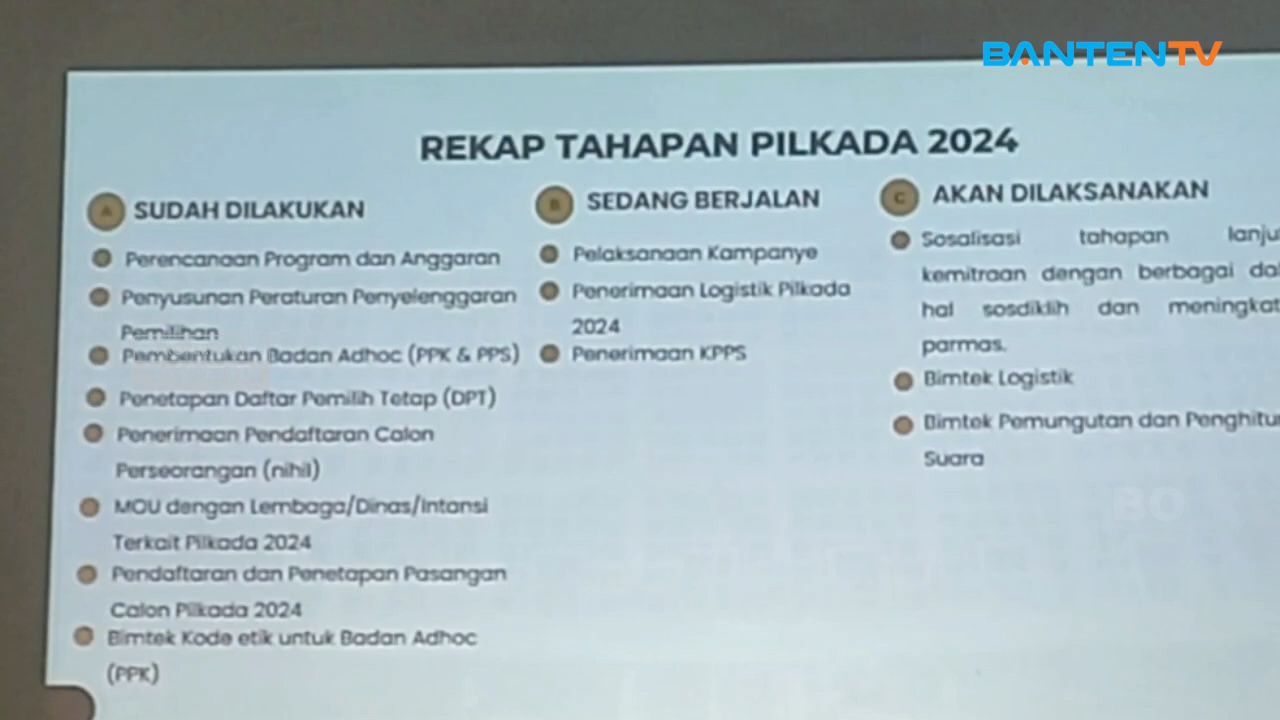 BANTENTV
REKAP TAHAPAN PILKADA 2024
A SUDAH DILAKUKAN
Perencanaan Program dan Anggaran
Penyusunan Peraturan Penyelenggaran
Pemilihan
Pembentukan Badan Adhoc (PPK & PPS)
Penetapan Daftar Pemilih Tetap (DPT)
Penerimaan Pendaftaran Calon
Perseorangan (nihil)
MOU dengan Lembaga/Dinas/Intansi
Terkait Pilkada 2024
Pendaftaran dan Penetapan Pasangan
Calon Pilkada 2024
Bimtek Kode etik untuk Badan Adhoc
(PPK)
B SEDANG BERJALAN
Pelaksanaan Kampanye
Penerimaan Logistik Pilkada
2024
Penerimaan KPPS
C AKAN DILAKSANAKAN
Sosalisasi tahapan
kemitraan dengan berbagai
hal sosdiklih dan
parmas.
Bimtek Logistik
Bimtek Pemungutan dan
Suara
BO